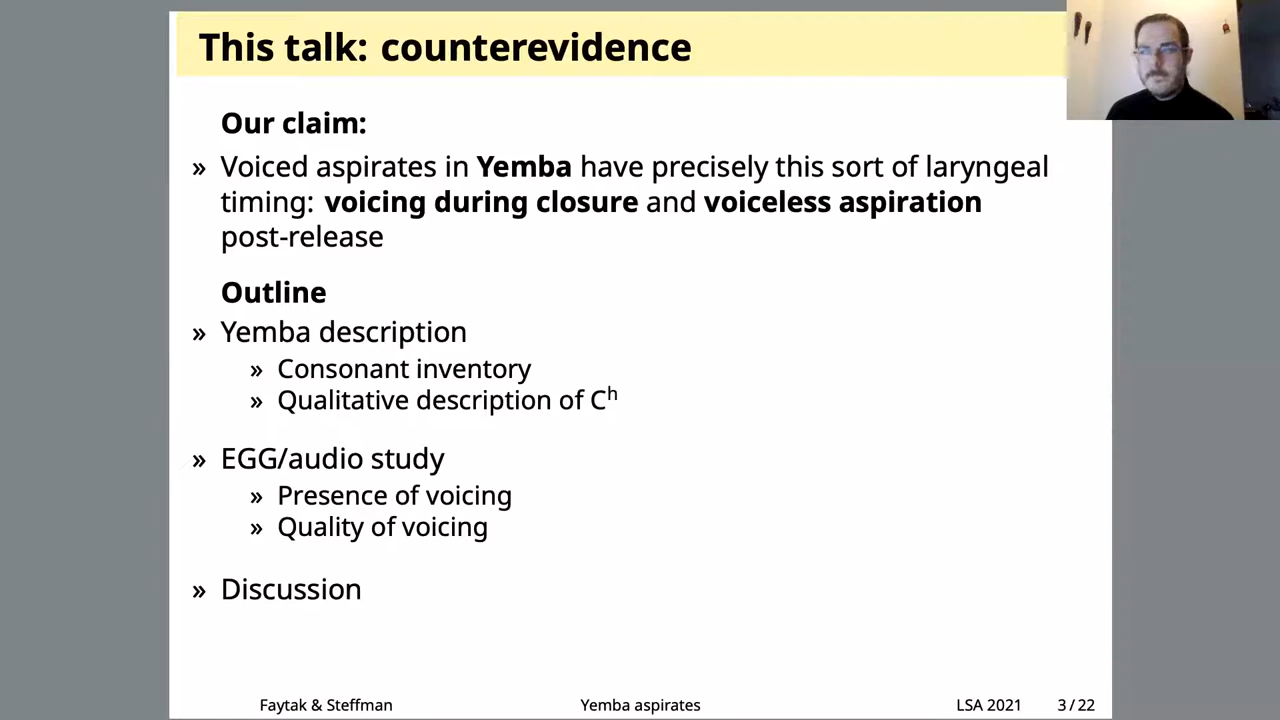 This talk: counterevidence
Our claim:
» Voiced aspirates in Yemba have precisely this sort of laryngeal
timing: voicing during closure and voiceless aspiration
post-release
Outline
» Yemba description
» Consonant inventory
» Qualitative description of Cʰ
» EGG/audio study
» Presence of voicing
» Quality of voicing
» Discussion
Faytak & Steffman Yemba aspirates LSA 2021 3 / 22